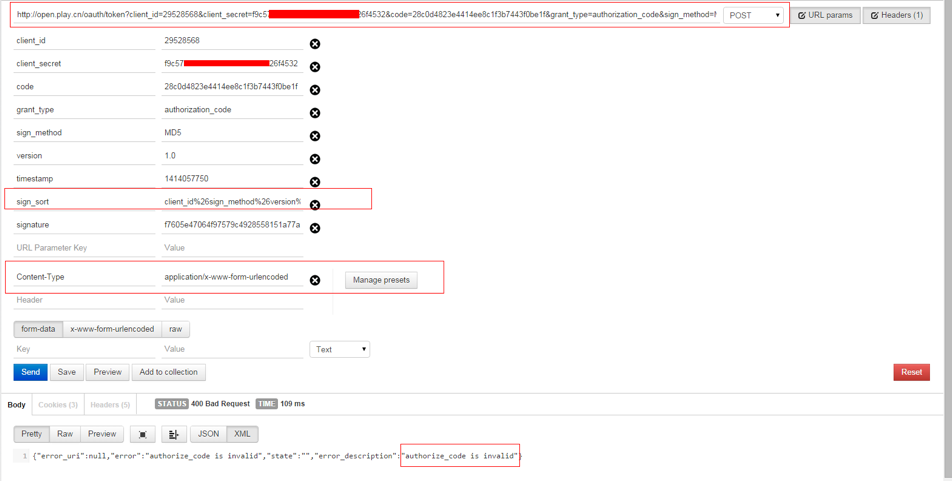 http://open.play.cn/oauth/token?client_id=29528568&client_secret=f9c57 26f4532&code=28c0d4823e4414ee8c1f3b7443f0be1f&grant_type=authorization_code&sign_method=M POST URL params Headers (1)
client_id 29528568
client_secret f9c57 26f4532
code 28c0d4823e4414ee8c1f3b7443f0be1f
grant_type authorization_code
sign_method MD5
version 1.0
timestamp 1414057750
sign_sort client_id%26sign_method%26version%
signature f7605e47064f97579c4928558151a77a
URL Parameter Key Value
Content-Type application/x-www-form-urlencoded Manage presets
Header Value
form-data x-www-form-urlencoded raw
Key Value Text
Send Save Preview Add to collection Reset
Body Cookies (3) Headers (5) STATUS 400 Bad Request TIME 109 ms
Pretty Raw Preview JSON XML
1 {"error_uri":null,"error":"authorize_code is invalid","state":"","error_description":"authorize_code is invalid"}